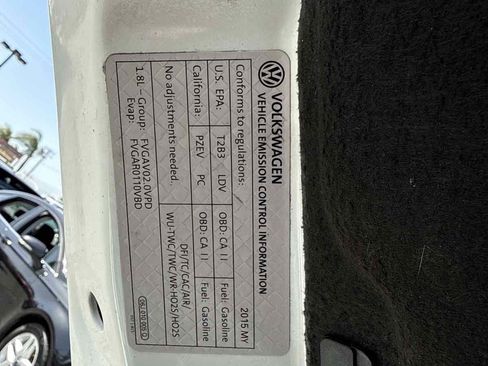 VOLKSWAGEN
VEHICLE EMISSION CONTROL INFORMATION
Conforms to regulations: 2015 MY
U.S. EPA: T2B3 LDV OBD: CA II Fuel: Gasoline
California: PZEV PC OBD: CA II Fuel: Gasoline
No adjustments needed. DFI/TC/CAC/AIR/
WU-TWC/TWC/WR-HO2S/HO2S
1.8L – Group: FVGAV02.0VPD
Evap: FVGAR0110VBD